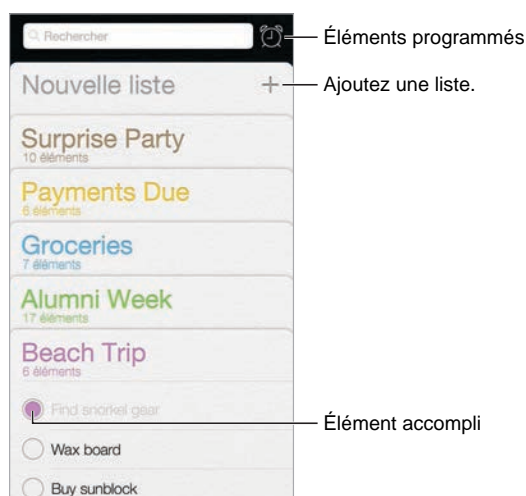 Rechercher
Éléments programmés
Nouvelle liste
Ajoutez une liste.
Surprise Party
10 éléments
Payments Due
6 éléments
Groceries
7 éléments
Alumni Week
17 éléments
Beach Trip
6 éléments
Find snorkel gear
Élément accompli
Wax board
Buy sunblock